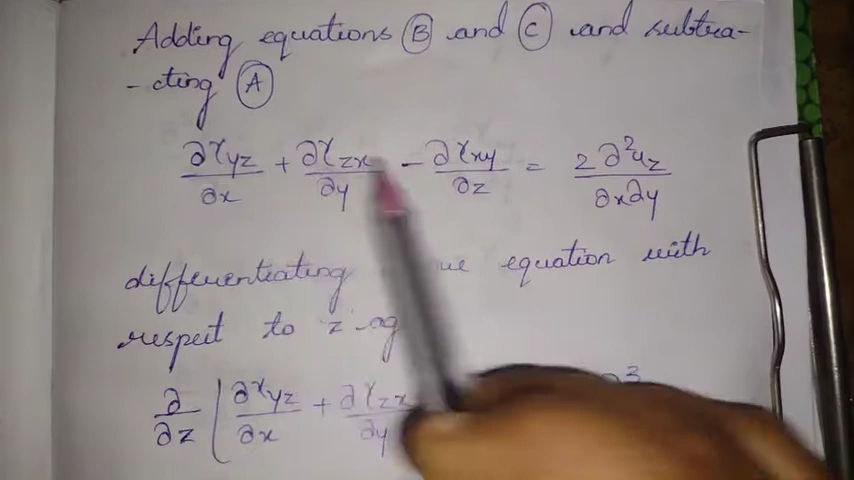 Adding equations Ⓑ and Ⓒ and subtra-
-cting Ⓐ
∂γyz/∂x + ∂γzx/∂y - ∂γxy/∂z = 2∂²uz/∂x∂y
differentiating equation with
respect to z
∂/∂z ( ∂γyz/∂x + ∂γzx/∂y